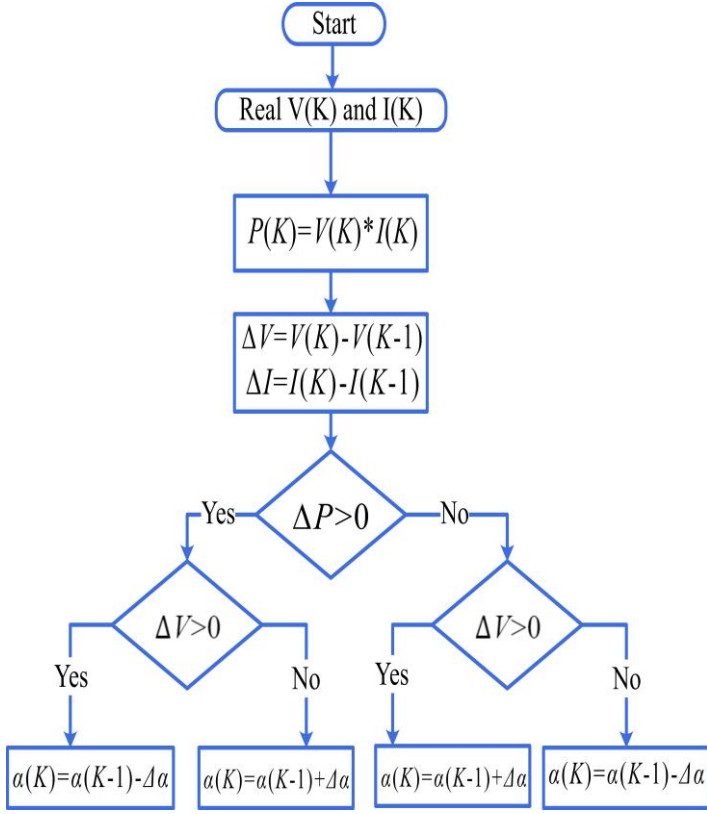 Start
Real V(K) and I(K)
P(K)=V(K)*I(K)
ΔV=V(K)-V(K-1)
ΔI=I(K)-I(K-1)
ΔP>0
Yes
No
ΔV>0
ΔV>0
Yes
No
Yes
No
α(K)=α(K-1)-Δα
α(K)=α(K-1)+Δα
α(K)=α(K-1)+Δα
α(K)=α(K-1)-Δα